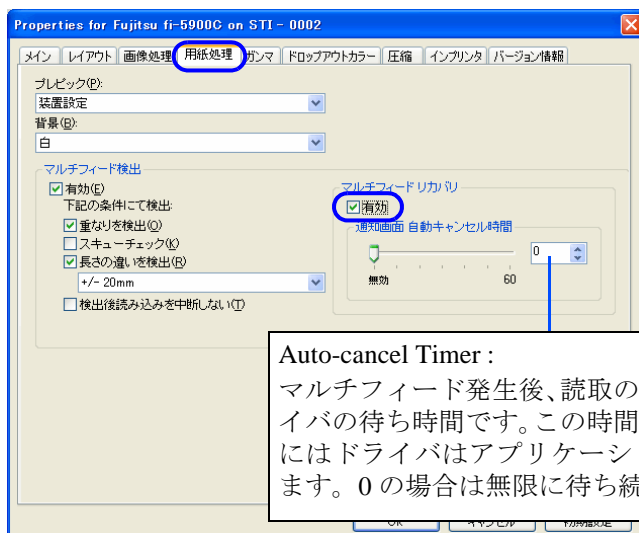 Properties for Fujitsu fi-5900C on STI - 0002
メイン レイアウト 画像処理 用紙処理 ガンマ ドロップアウトカラー 圧縮 インプリンタ バージョン情報
プレピック(P):
装置設定
背景(B):
白
マルチフィード検出
有効(E)
下記の条件にて検出:
重なりを検出(O)
スキューチェック(K)
長さの違いを検出(R)
+/- 20mm
検出後読み込みを中断しない(T)
マルチフィード リカバリ
有効
通知画面 自動キャンセル時間
0
無効 60
Auto-cancel Timer :
マルチフィード発生後、読取の
イバの待ち時間です。この時間
にはドライバはアプリケーシ
ます。0 の場合は無限に待ち続
OK キャンセル 初期設定